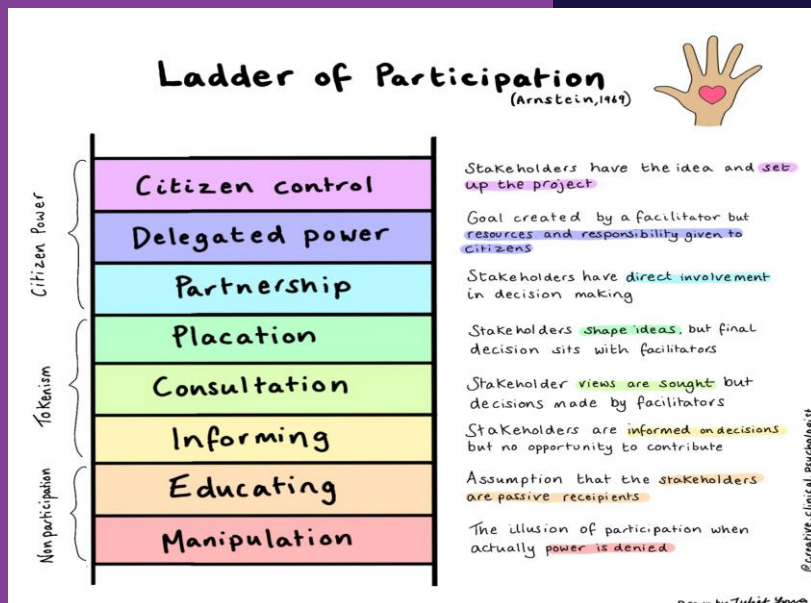 Ladder of Participation
(Arnstein, 1969)
Citizen Power
Citizen control
Stakeholders have the idea and set
up the project
Delegated power
Goal created by a facilitator but
resources and responsibility given to
citizens
Partnership
Stakeholders have direct involvement
in decision making
Tokenism
Placation
Stakeholders shape ideas, but final
decision sits with facilitators
Consultation
Stakeholder views are sought but
decisions made by facilitators
Informing
Stakeholders are informed on decisions
but no opportunity to contribute
Nonparticipation
Educating
Assumption that the stakeholders
are passive receipients
Manipulation
The illusion of participation when
actually power is denied
@creative.clinical.psychologist
by Juliet Young